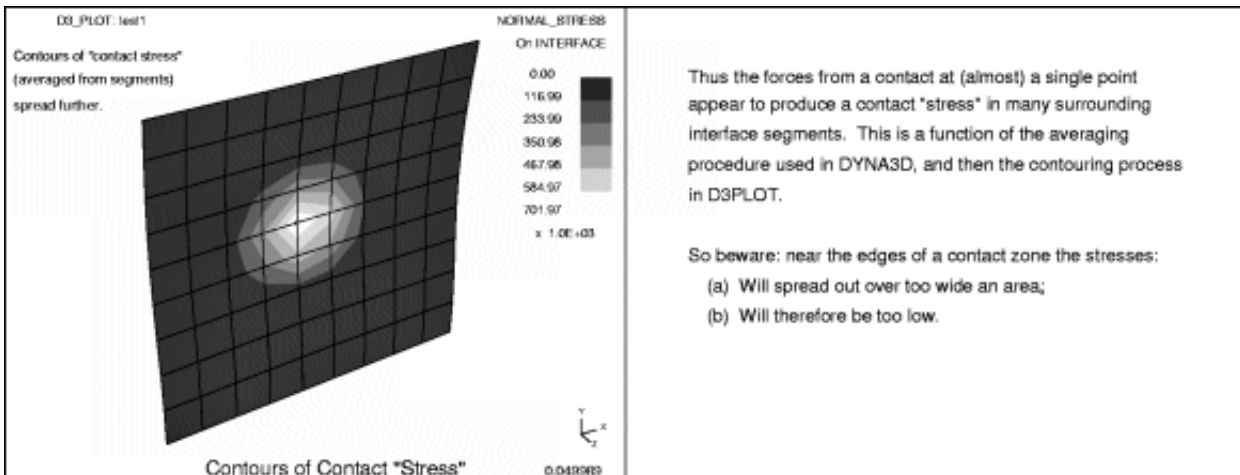 D3_PLOT: test1
NORMAL_STRESS
On INTERFACE
Contours of "contact stress"
(averaged from segments)
spread further.
0.00
116.99
233.99
350.98
467.98
584.97
701.97
x 1.0E+03
Y
X
Z
Contours of Contact "Stress"
0.049989
Thus the forces from a contact at (almost) a single point
appear to produce a contact "stress" in many surrounding
interface segments. This is a function of the averaging
procedure used in DYNA3D, and then the contouring process
in D3PLOT.
So beware: near the edges of a contact zone the stresses:
(a) Will spread out over too wide an area;
(b) Will therefore be too low.